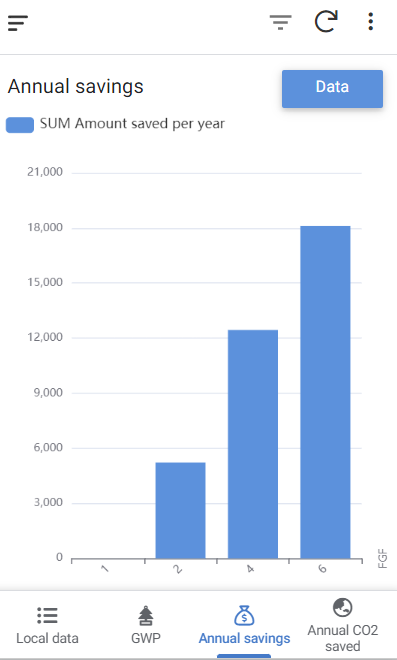 Annual savings
Data
SUM Amount saved per year
21,000
18,000
15,000
12,000
9,000
6,000
3,000
0
1
2
4
6
FGF
Local data
GWP
Annual savings
Annual CO2
saved